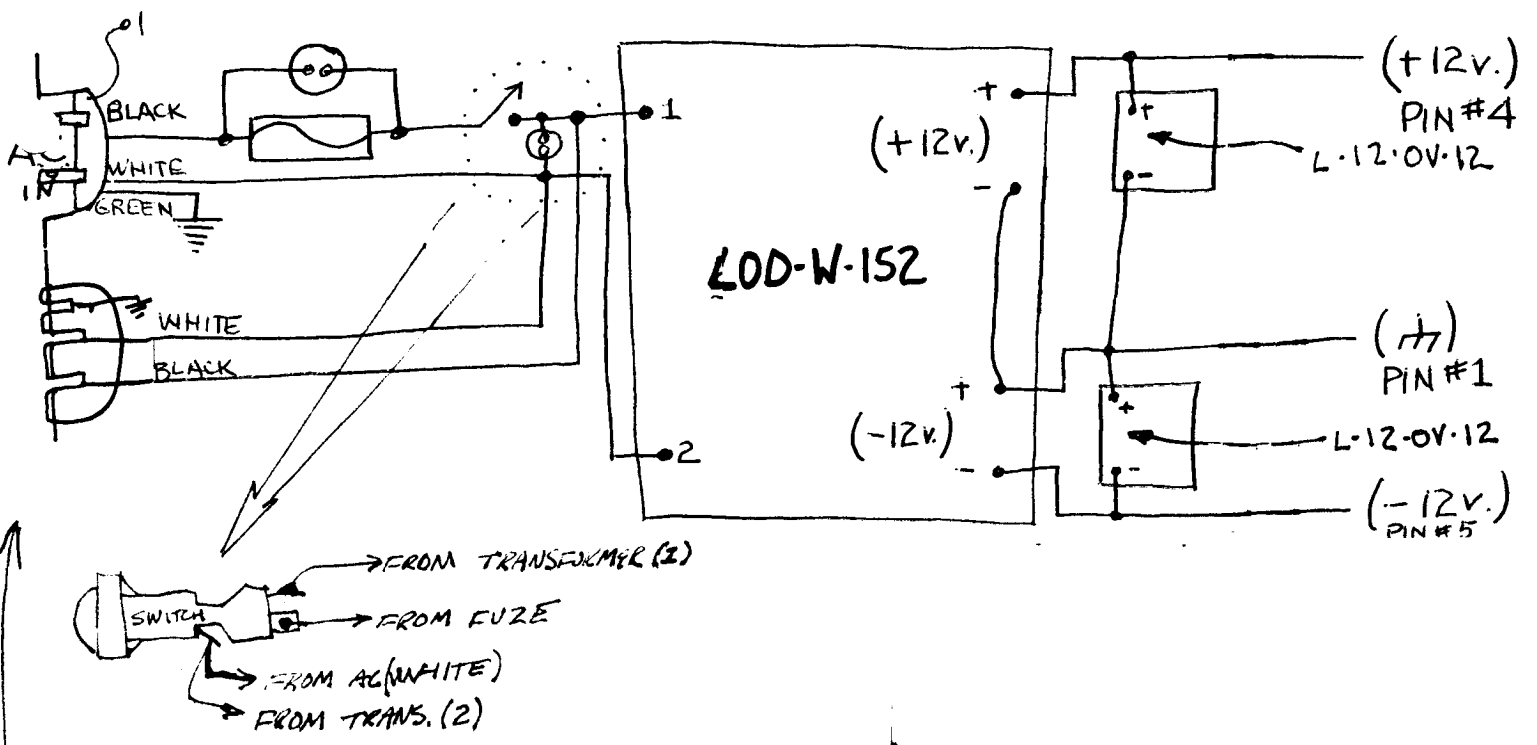 1
BLACK
A.C.
IN
WHITE
GREEN
WHITE
BLACK
1
+
(+12v.)
-
LOD-W-152
+
(-12v.)
-
2
(+12v.)
PIN #4
+
L-12-OV-12
-
PIN #1
+
L-12-OV-12
-
(-12v.)
PIN #5
FROM TRANSFORMER (1)
SWITCH
FROM FUZE
FROM AC (WHITE)
FROM TRANS. (2)